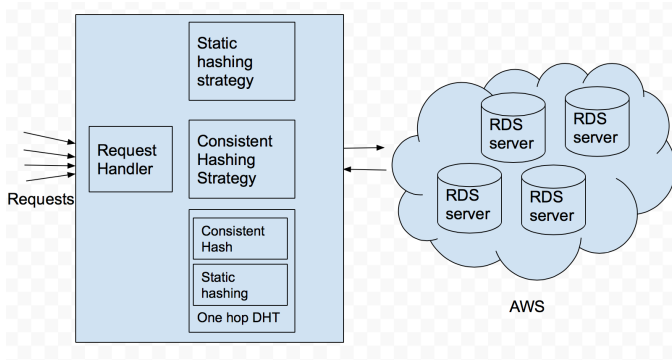 Requests
Request
Handler
Static
hashing
strategy
Consistent
Hashing
Strategy
Consistent
Hash
Static
hashing
One hop DHT
RDS
server
RDS
server
RDS
server
RDS
server
AWS